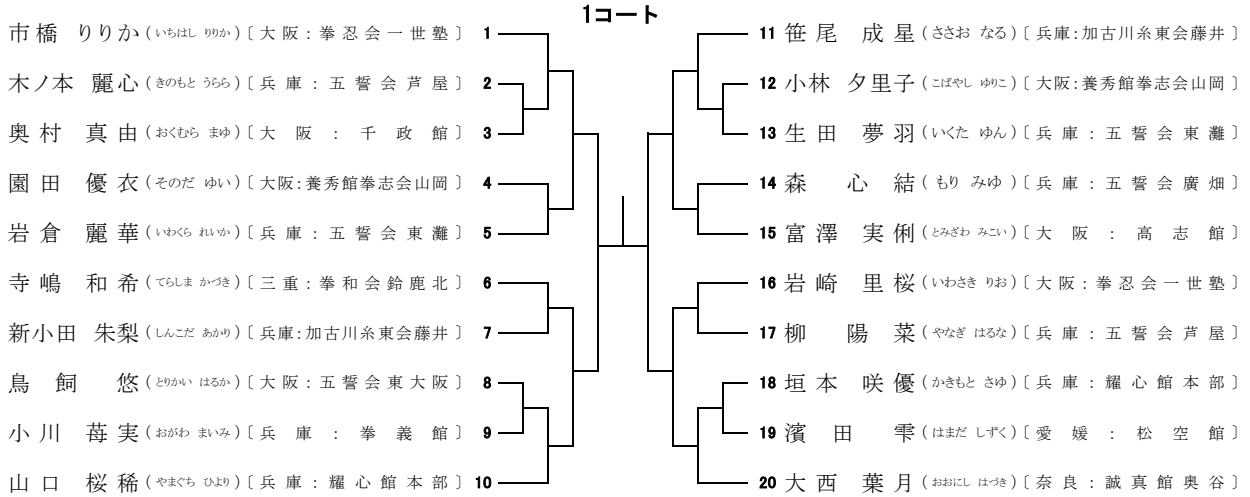 1コート
市橋 りりか (いちはし りりか) 〔大阪:拳忍会一世塾〕 1
木ノ本 麗心 (きのもと うらら) 〔兵庫:五誓会芦屋〕 2
奥村 真由 (おくむら まゆ) 〔大阪:千政館〕 3
園田 優衣 (そのだ ゆい) 〔大阪:養秀館拳志会山岡〕 4
岩倉 麗華 (いわくら れいか) 〔兵庫:五誓会東灘〕 5
寺嶋 和希 (てらしま かづき) 〔三重:拳和会鈴鹿北〕 6
新小田 朱梨 (しんこだ あかり) 〔兵庫:加古川糸東会藤井〕 7
鳥飼 悠 (とりかい はるか) 〔大阪:五誓会東大阪〕 8
小川 苺実 (おがわ まいみ) 〔兵庫:拳義館〕 9
山口 桜稀 (やまぐち ひより) 〔兵庫:耀心館本部〕 10
11 笹尾 成星 (ささお なる) 〔兵庫:加古川糸東会藤井〕
12 小林 夕里子 (こばやし ゆりこ) 〔大阪:養秀館拳志会山岡〕
13 生田 夢羽 (いくた ゆん) 〔兵庫:五誓会東灘〕
14 森 心結 (もり みゆ) 〔兵庫:五誓会廣畑〕
15 富澤 実俐 (とみざわ みこい) 〔大阪:高志館〕
16 岩崎 里桜 (いわさき りお) 〔大阪:拳忍会一世塾〕
17 柳 陽菜 (やなぎ はるな) 〔兵庫:五誓会芦屋〕
18 垣本 咲優 (かきもと さゆ) 〔兵庫:耀心館本部〕
19 濱田 雫 (はまだ しずく) 〔愛媛:松空館〕
20 大西 葉月 (おおにし はづき) 〔奈良:誠真館奥谷〕